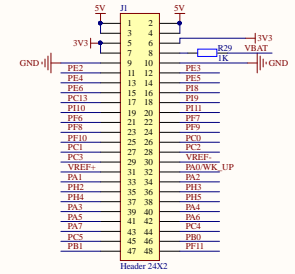 5V J1 5V
1 2
3 4
3V3 5 6 3V3
7 8 R29 VBAT
1K
GND 9 10 GND
PE2 11 12 PE3
PE4 13 14 PE5
PE6 15 16 PI8
PC13 17 18 PI9
PI10 19 20 PI11
PF6 21 22 PF7
PF8 23 24 PF9
PF10 25 26 PC0
PC1 27 28 PC2
PC3 29 30 VREF-
VREF+ 31 32 PA0/WK_UP
PA1 33 34 PA2
PH2 35 36 PH3
PH4 37 38 PH5
PA3 39 40 PA4
PA5 41 42 PA6
PA7 43 44 PC4
PC5 45 46 PB0
PB1 47 48 PF11
Header 24X2